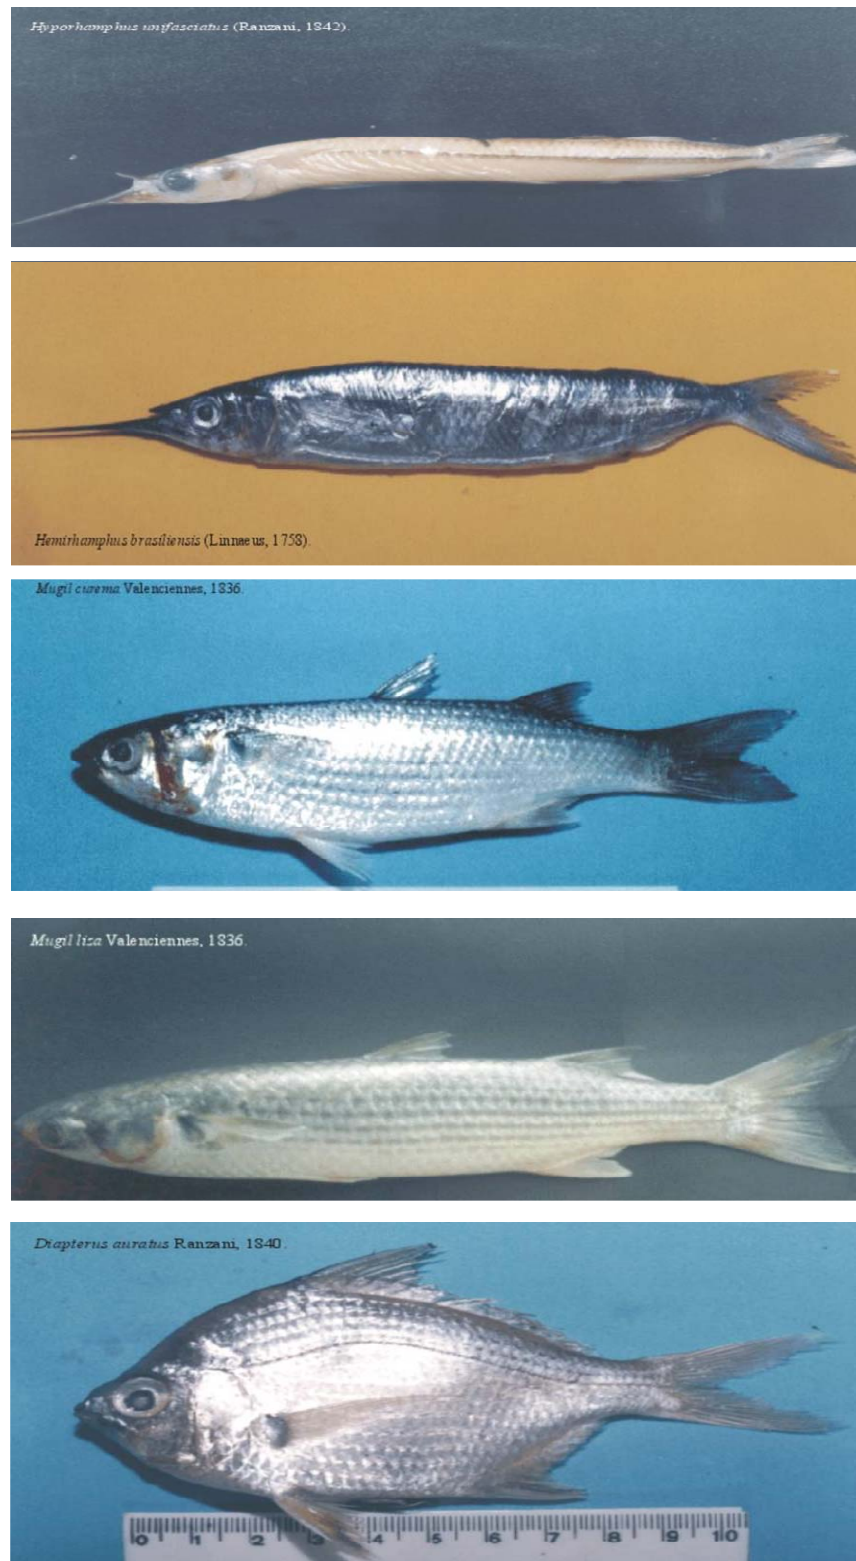 Hyporhamphus unifasciatus (Ranzani, 1842).
Hemirhamphus brasiliensis (Linnaeus, 1758).
Mugil curema Valenciennes, 1836.
Mugil liza Valenciennes, 1836.
Diapterus auratus Ranzani, 1840.
0 1 2 3 4 5 6 7 8 9 10